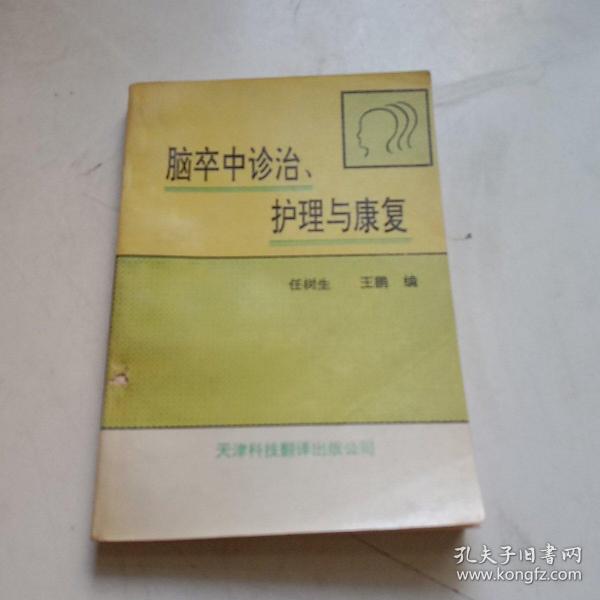 脑卒中诊治、
护理与康复
任树生 王鹏 编
天津科技翻译出版公司
孔夫子旧书网
www.kongfz.com